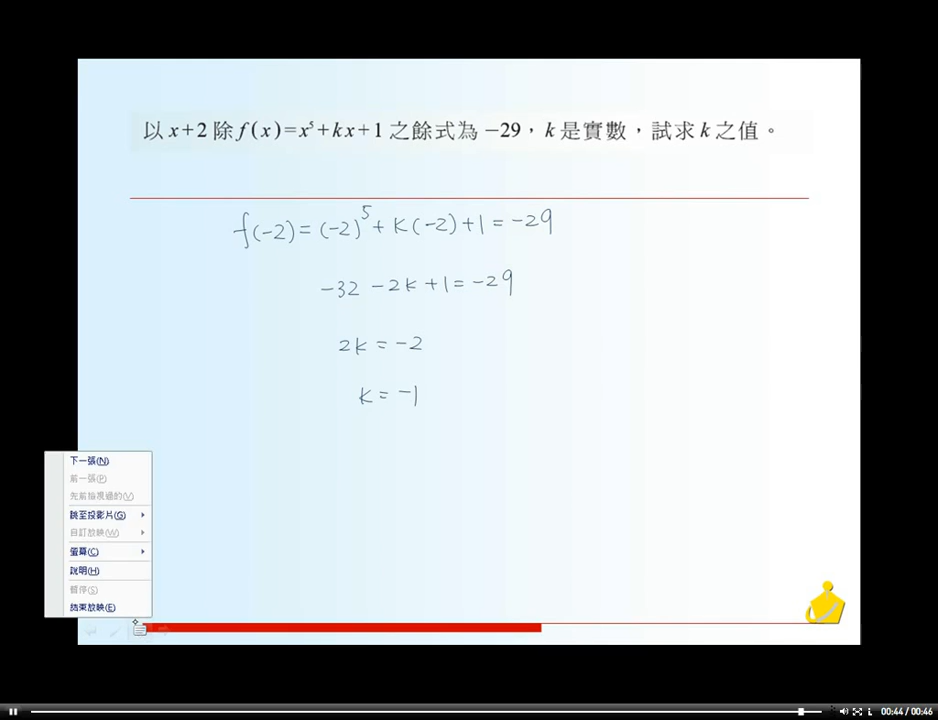 以 x+2 除 f(x)=x⁵+kx+1 之餘式為 −29,k 是實數,試求 k 之值。
f(-2)=(-2)⁵+k(-2)+1=-29
-32-2k+1=-29
2k=-2
k=-1
下一張(N)
前一張(P)
先前檢視過的(V)
跳至投影片(G)
自訂放映(W)
螢幕(C)
說明(H)
暫停(S)
結束放映(E)
00:44 / 00:46